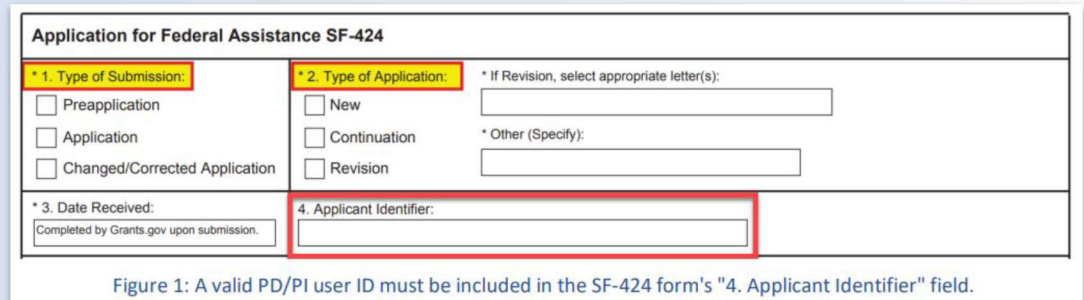 Application for Federal Assistance SF-424
* 1. Type of Submission:
Preapplication
Application
Changed/Corrected Application
* 2. Type of Application:
New
Continuation
Revision
* If Revision, select appropriate letter(s):
* Other (Specify):
* 3. Date Received:
Completed by Grants.gov upon submission.
4. Applicant Identifier:
Figure 1: A valid PD/PI user ID must be included in the SF-424 form's "4. Applicant Identifier" field.